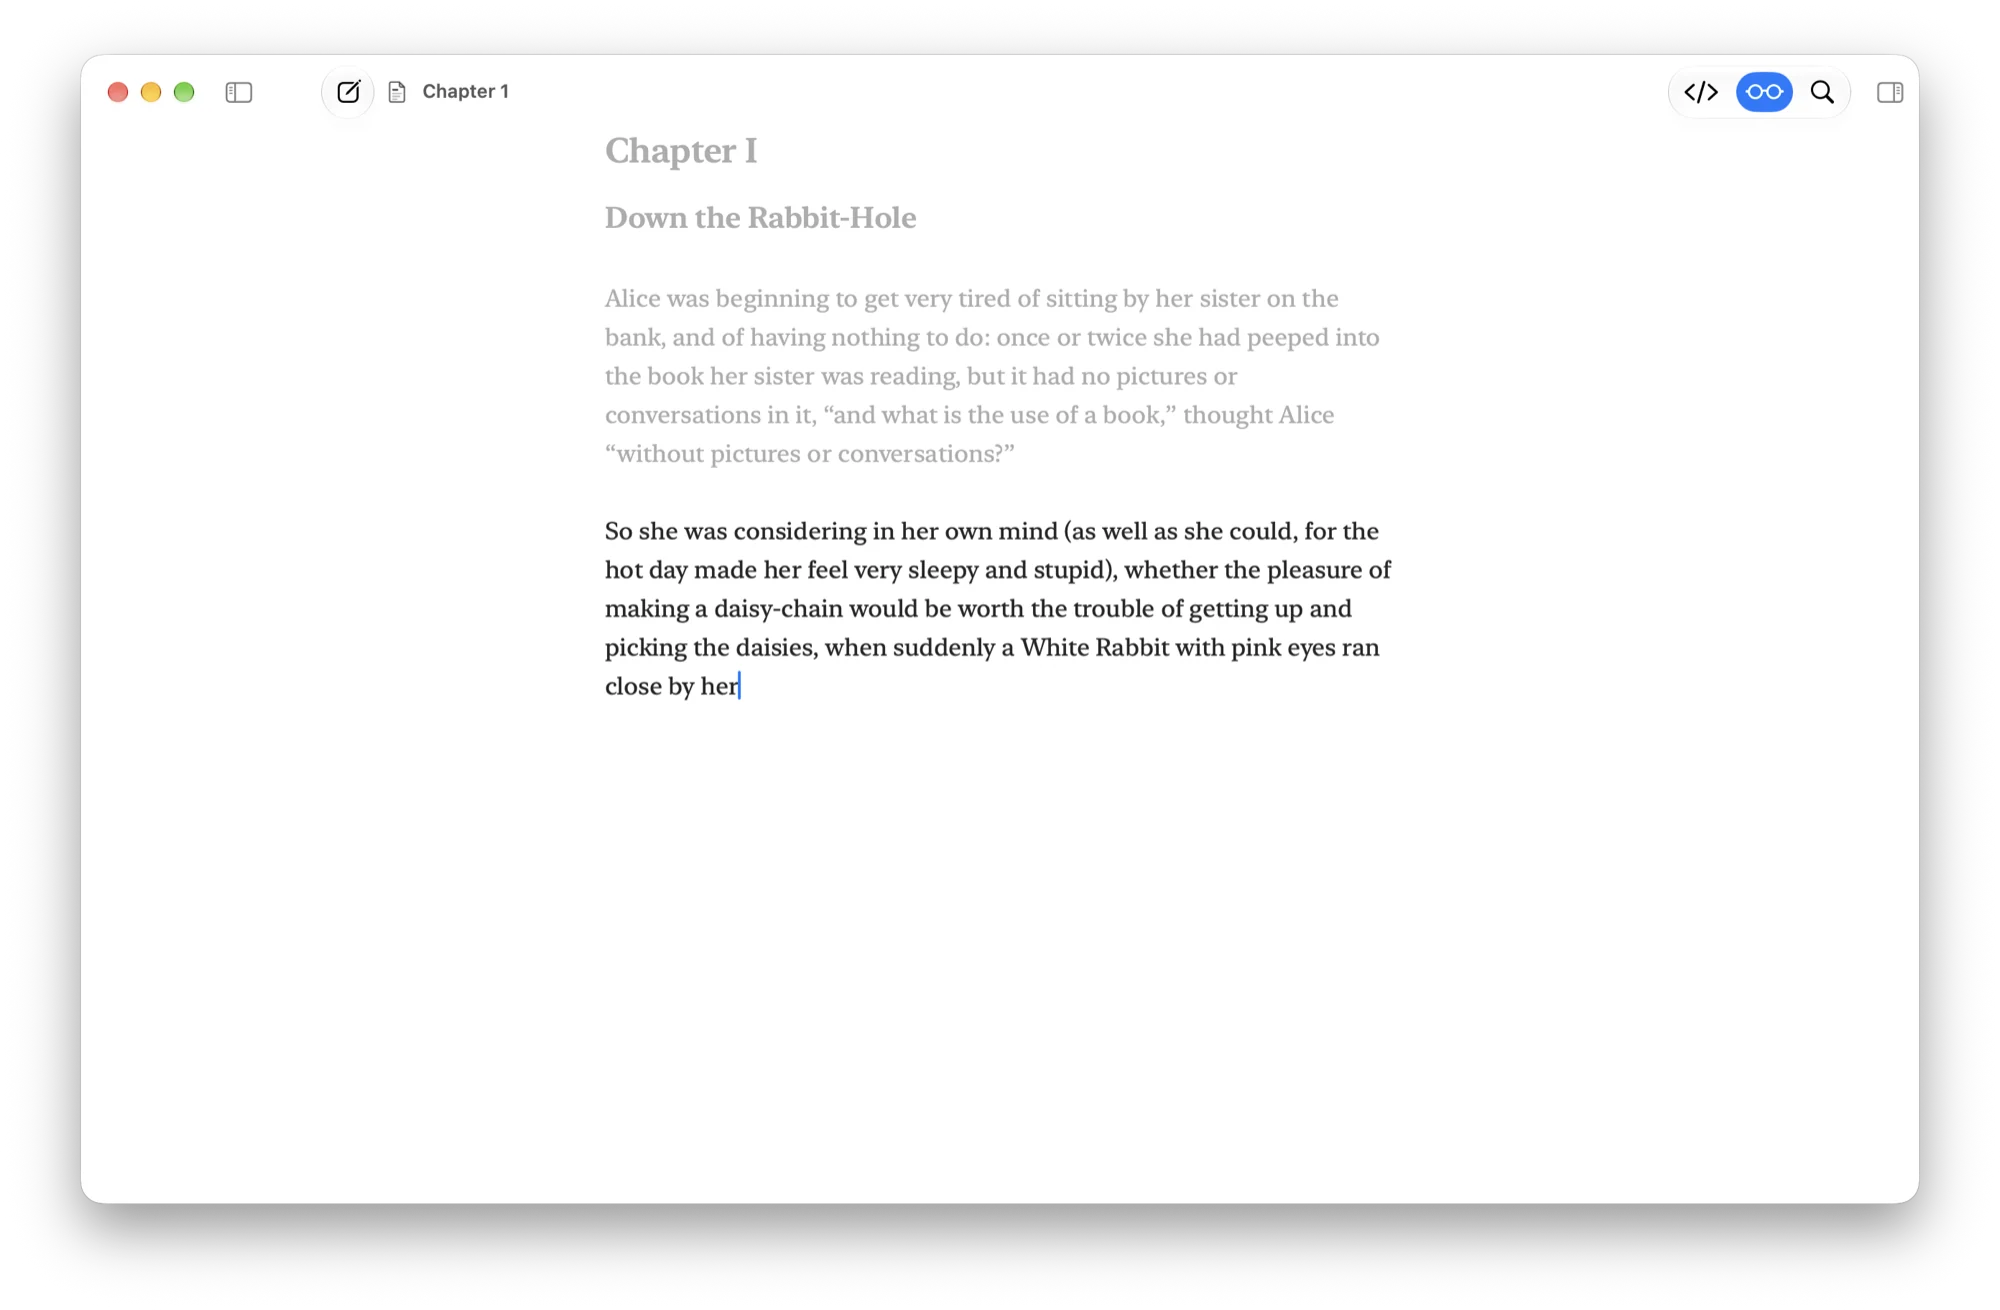 Chapter 1
Chapter I
Down the Rabbit-Hole
Alice was beginning to get very tired of sitting by her sister on the
bank, and of having nothing to do: once or twice she had peeped into
the book her sister was reading, but it had no pictures or
conversations in it, “and what is the use of a book,” thought Alice
“without pictures or conversations?”
So she was considering in her own mind (as well as she could, for the
hot day made her feel very sleepy and stupid), whether the pleasure of
making a daisy-chain would be worth the trouble of getting up and
picking the daisies, when suddenly a White Rabbit with pink eyes ran
close by her